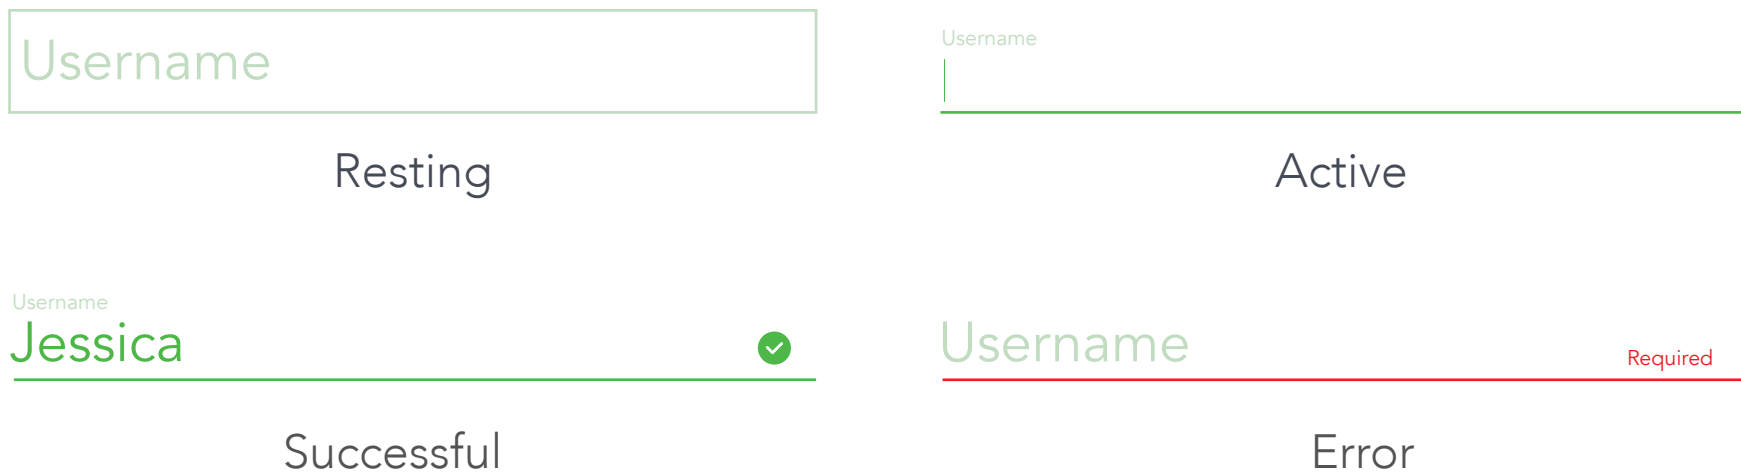 Username
Resting
Username
Active
Username
Jessica
Successful
Username
Required
Error